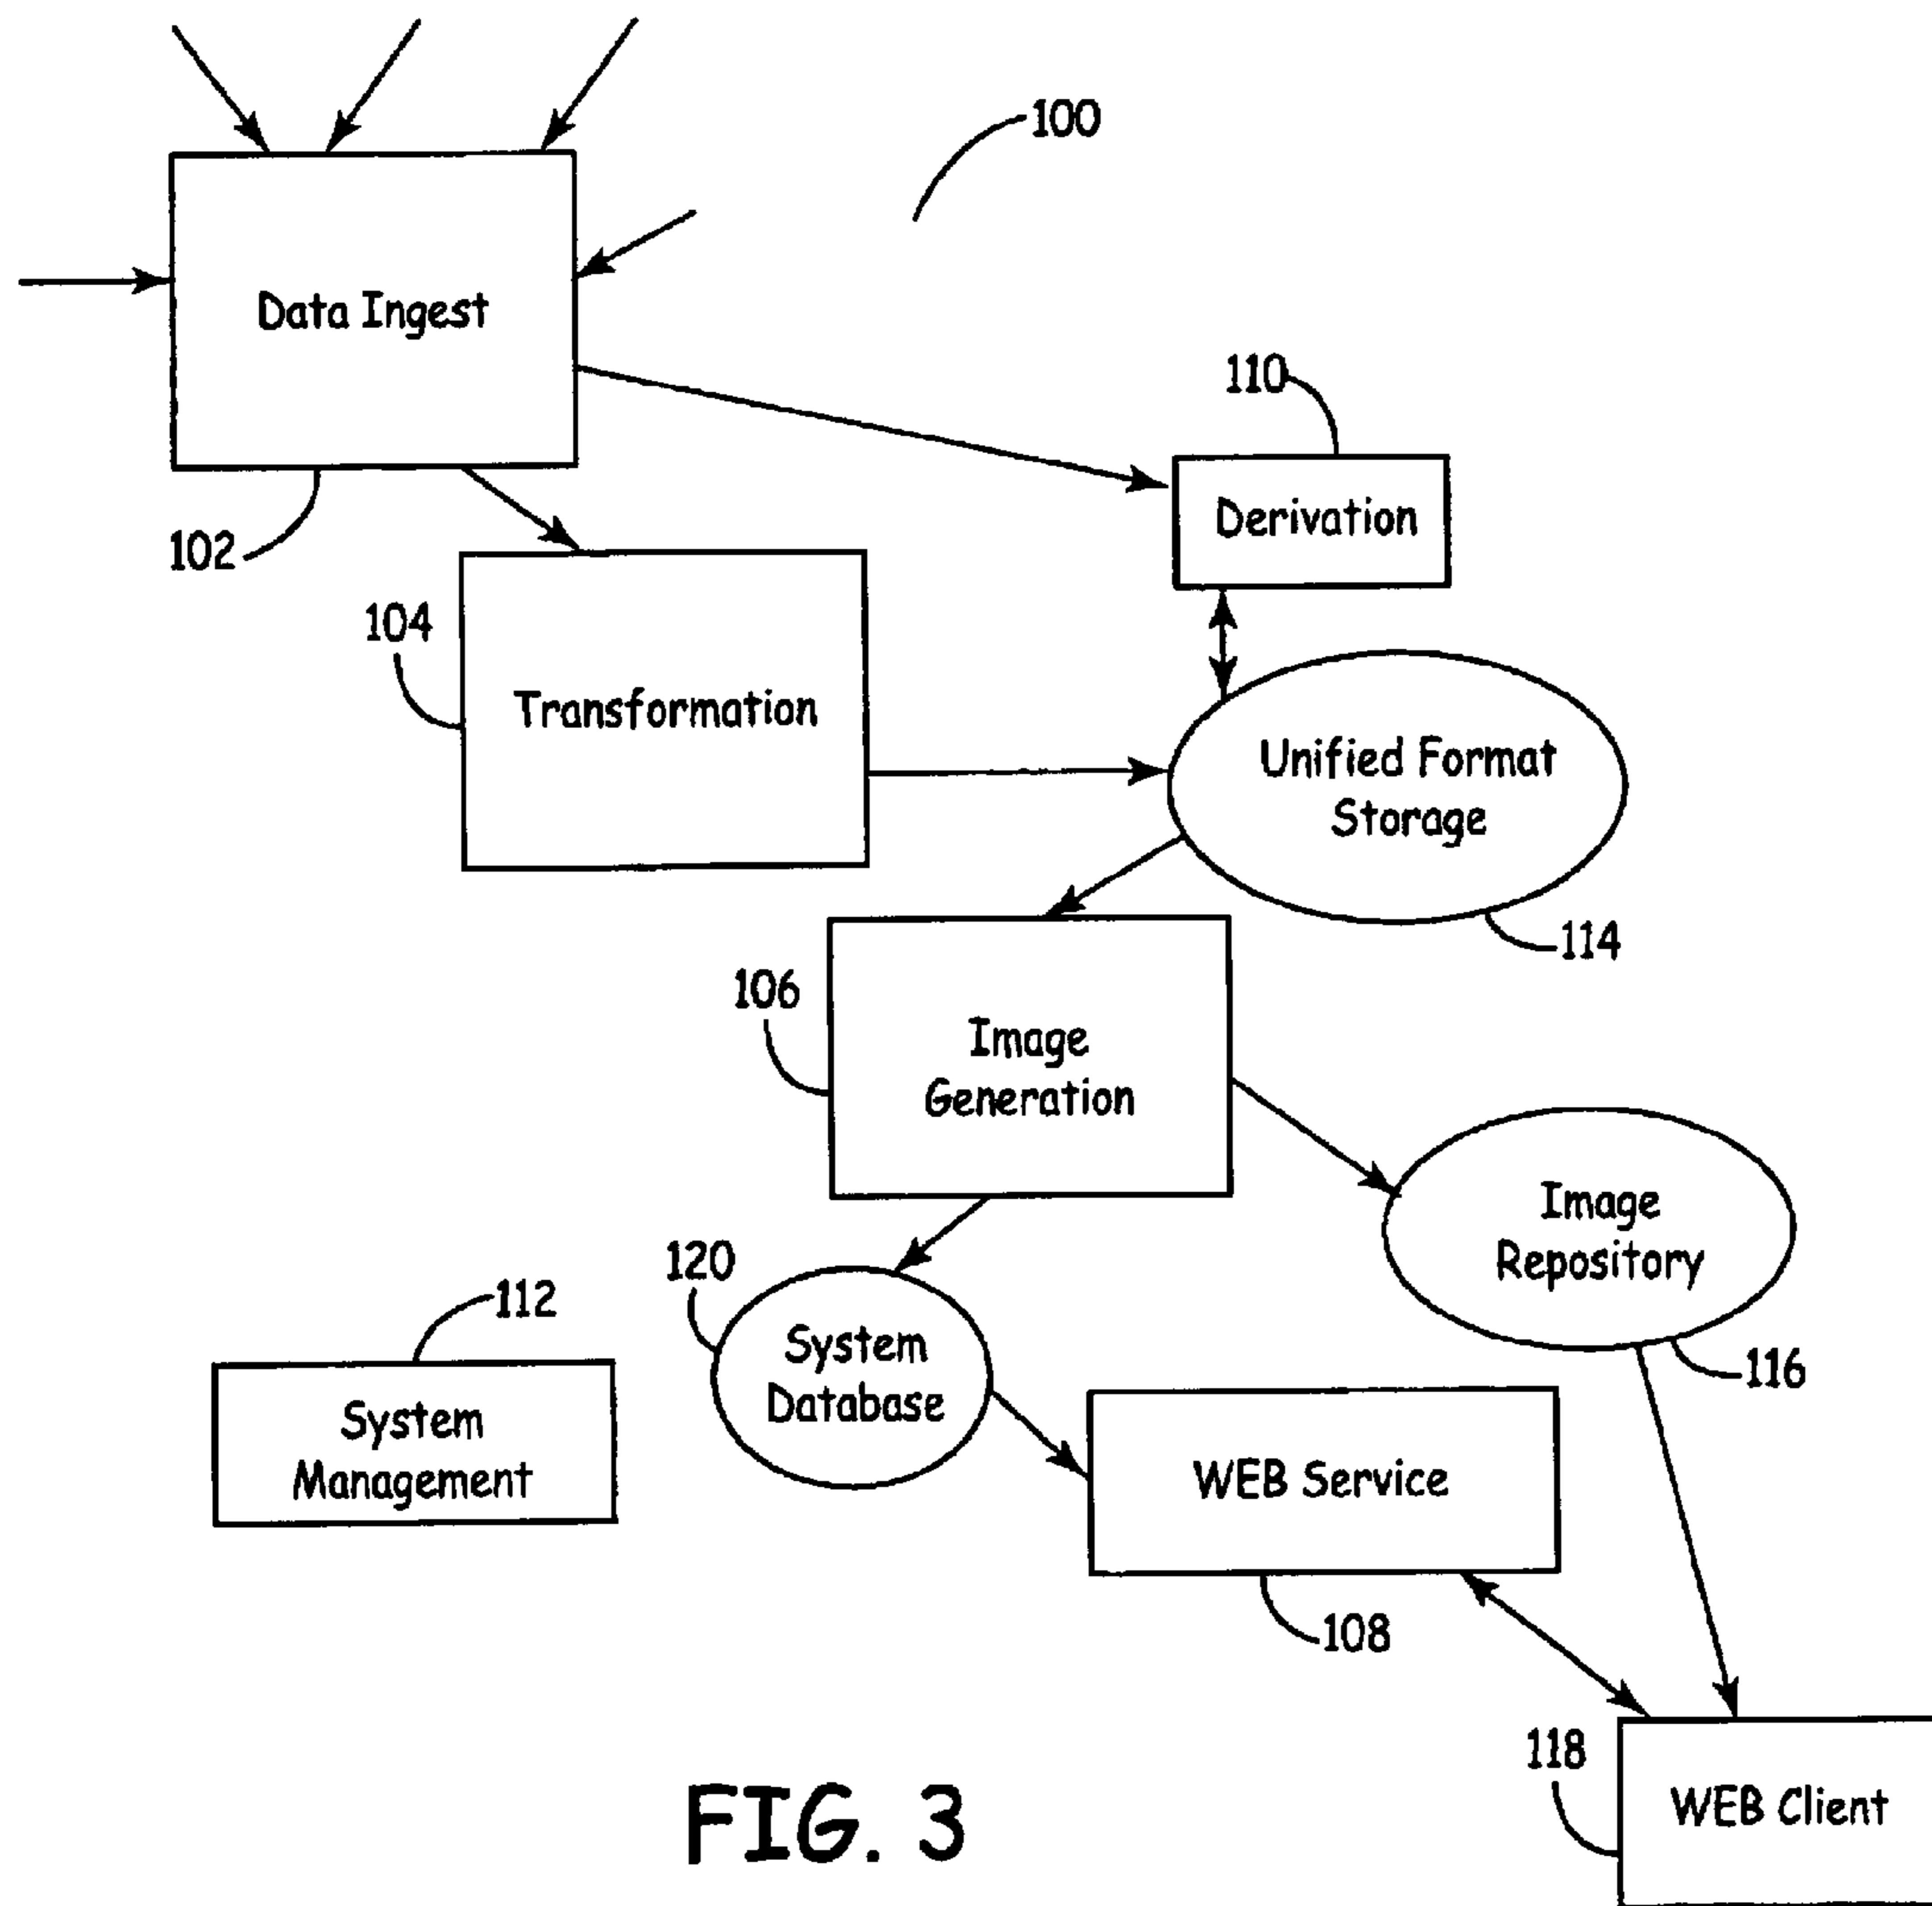 100
Data Ingest
110
Derivation
102
104
Transformation
Unified Format
Storage
114
106
Image
Generation
Image
Repository
120
112
System
Database
116
System
Management
WEB Service
108
118
WEB Client
FIG. 3